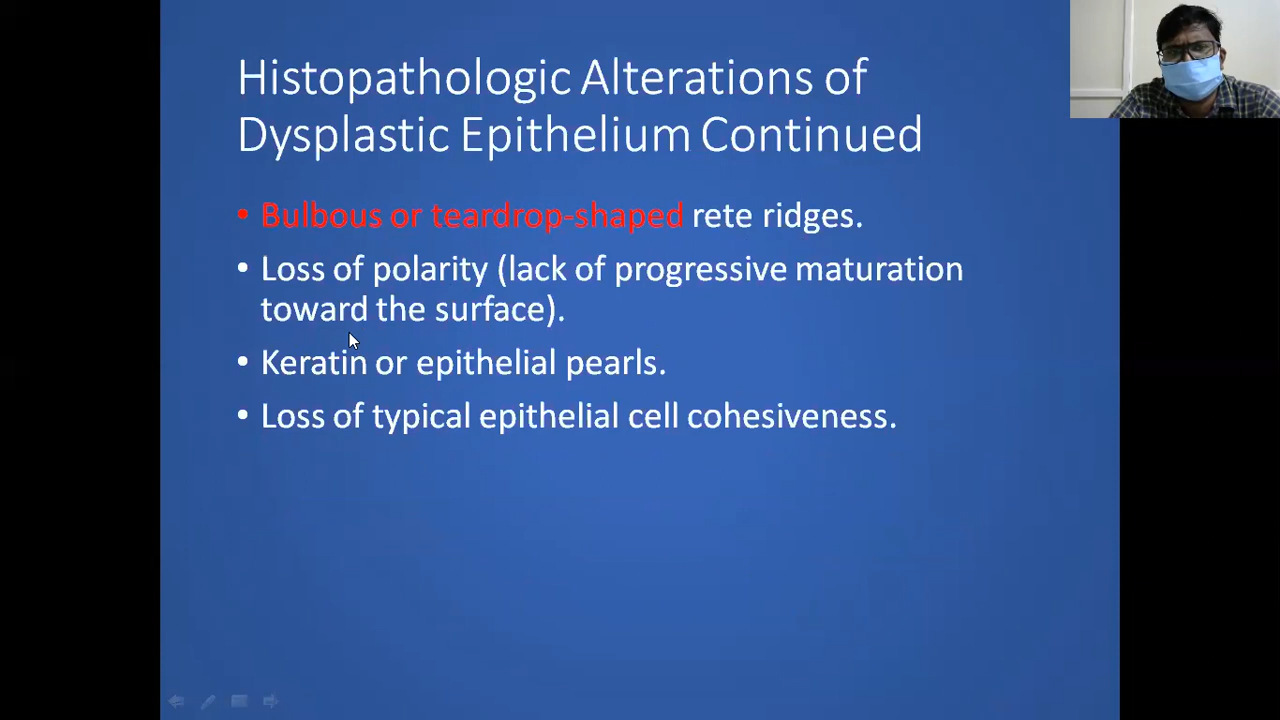 Histopathologic Alterations of
Dysplastic Epithelium Continued
• Bulbous or teardrop-shaped rete ridges.
• Loss of polarity (lack of progressive maturation
toward the surface).
• Keratin or epithelial pearls.
• Loss of typical epithelial cell cohesiveness.